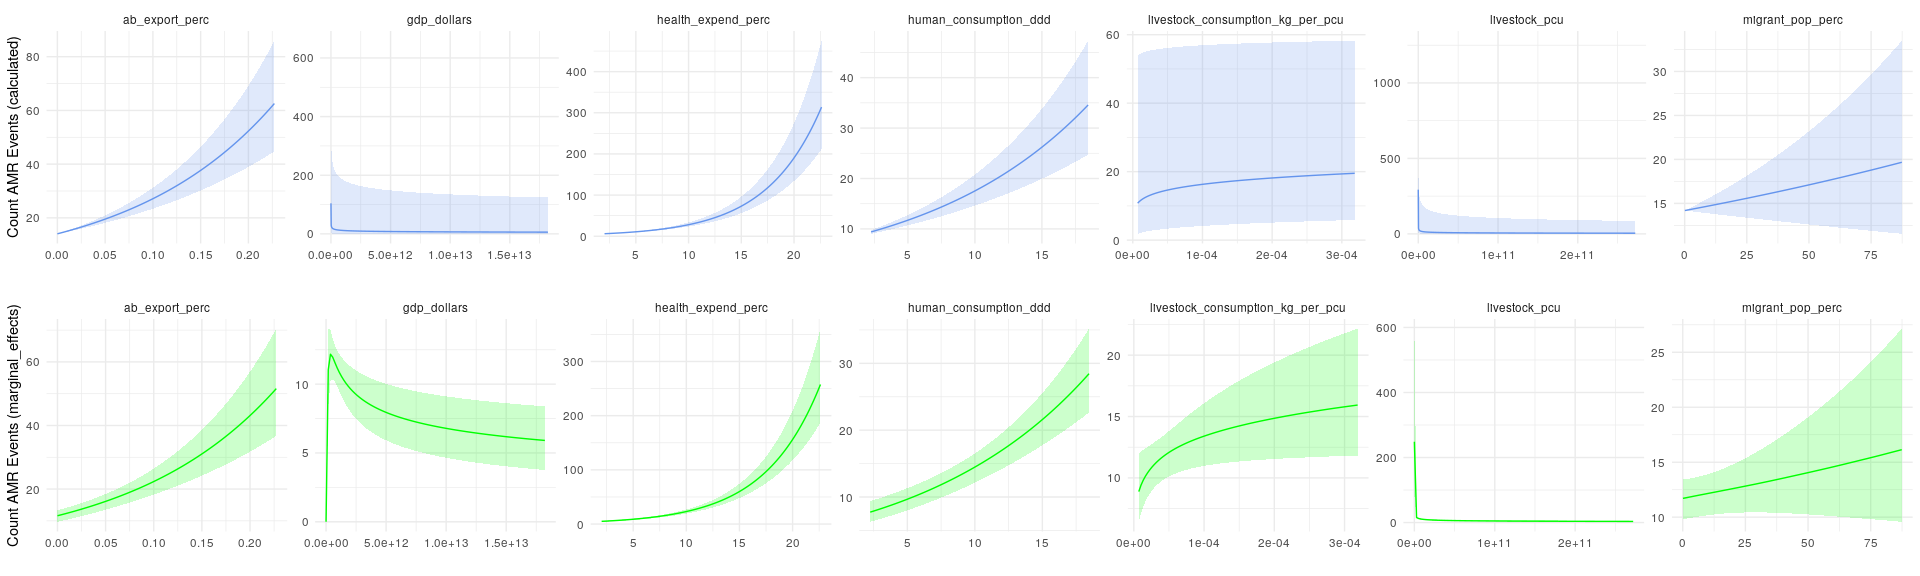 ab_export_perc gdp_dollars health_expend_perc human_consumption_ddd livestock_consumption_kg_per_pcu livestock_pcu migrant_pop_perc
Count AMR Events (calculated)
80 60 40 20
600 400 200 0
400 300 200 100 0
40 30 20 10
60 40 20 0
1000 500 0
30 25 20 15
0.00 0.05 0.10 0.15 0.20 0.0e+00 5.0e+12 1.0e+13 1.5e+13 5 10 15 20 5 10 15 0e+00 1e-04 2e-04 3e-04 0e+00 1e+11 2e+11 0 25 50 75
ab_export_perc gdp_dollars health_expend_perc human_consumption_ddd livestock_consumption_kg_per_pcu livestock_pcu migrant_pop_perc
Count AMR Events (marginal_effects)
60 40 20
10 5 0
300 200 100 0
30 20 10
20 15 10
600 400 200 0
25 20 15 10
0.00 0.05 0.10 0.15 0.20 0.0e+00 5.0e+12 1.0e+13 1.5e+13 5 10 15 20 5 10 15 0e+00 1e-04 2e-04 3e-04 0e+00 1e+11 2e+11 0 25 50 75